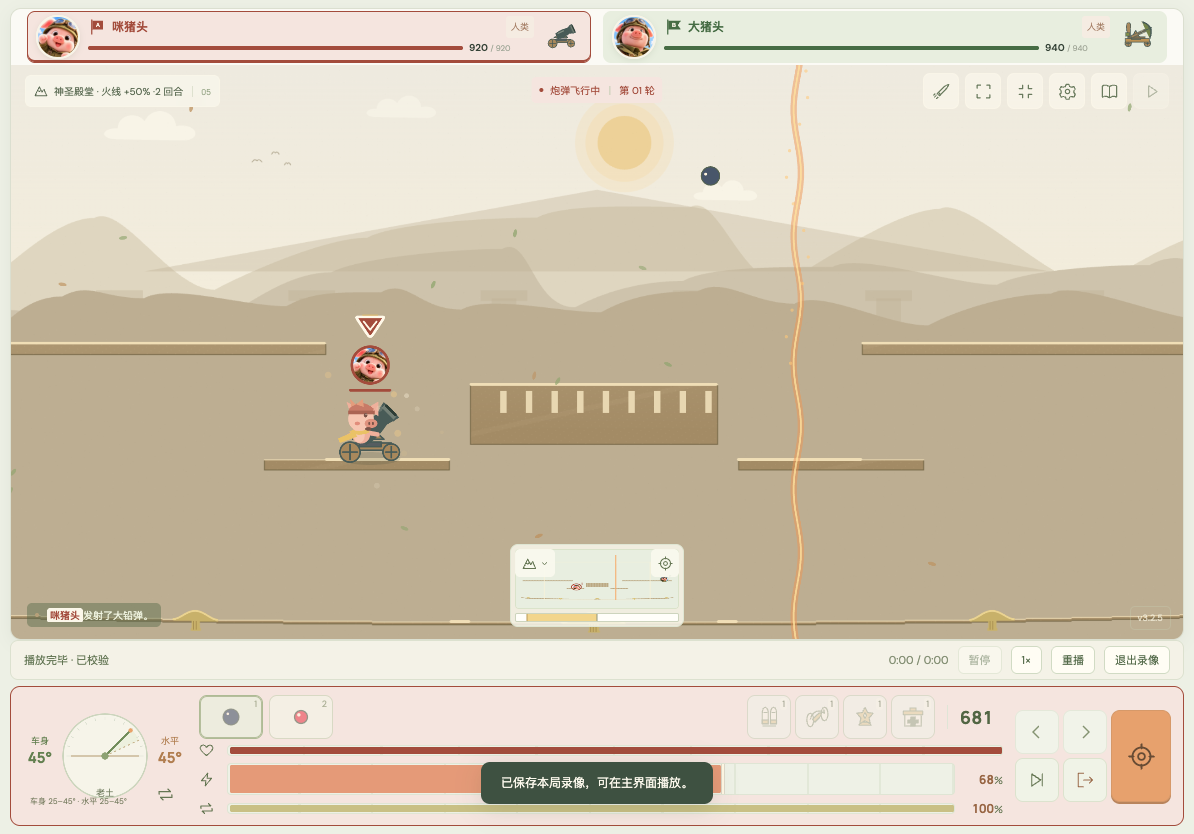 咪猪头
人类
920 / 920
大猪头
人类
940 / 940
神圣殿堂 · 火线 +50% ·2 回合
05
炮弹飞行中
第 01 轮
咪猪头发射了大铅弹。
播放完毕 · 已校验
0:00 / 0:00
暂停
1×
重播
退出录像
车身
45°
水平
45°
老土
车身 25–45° · 水平 25–45°
1
2
1
1
1
1
681
68%
100%
已保存本局录像，可在主界面播放。